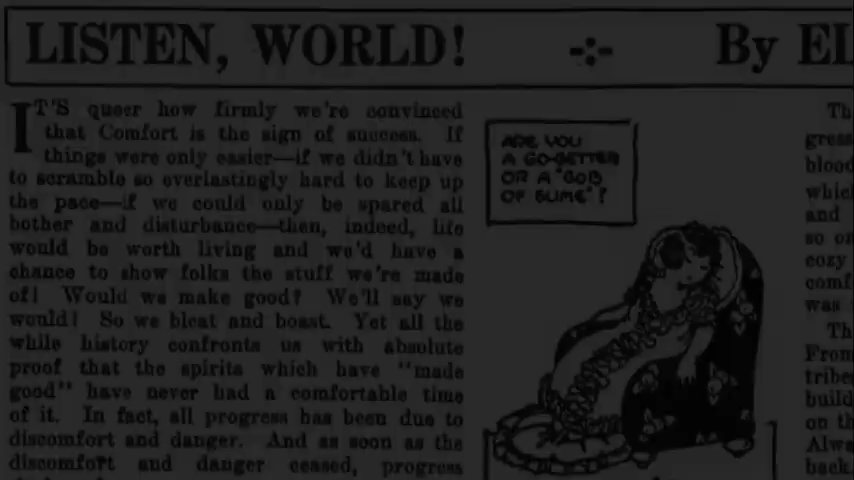 LISTEN, WORLD! By EL
IT'S queer how firmly we're convinced
that Comfort is the sign of success. If
things were only easier—if we didn't have
to scramble so everlastingly hard to keep up
the pace—if we could only be spared all
bother and disturbance—then, indeed, life
would be worth living and we'd have a
chance to show folks the stuff we're made
of! Would we make good? We'll say we
would! So we bleat and boast. Yet all the
while history confronts us with absolute
proof that the spirits which have "made
good" have never had a comfortable time
of it. In fact, all progress has been due to
discomfort and danger. And as soon as the
discomfort and danger ceased, progress
ARE YOU
A GO-GETTER
OR A "GOB
OF SLIME"?
Th
gress
blood
which
and
so on
cozy
comf
was
Th
From
tribes
build
on th
Alwa
back.